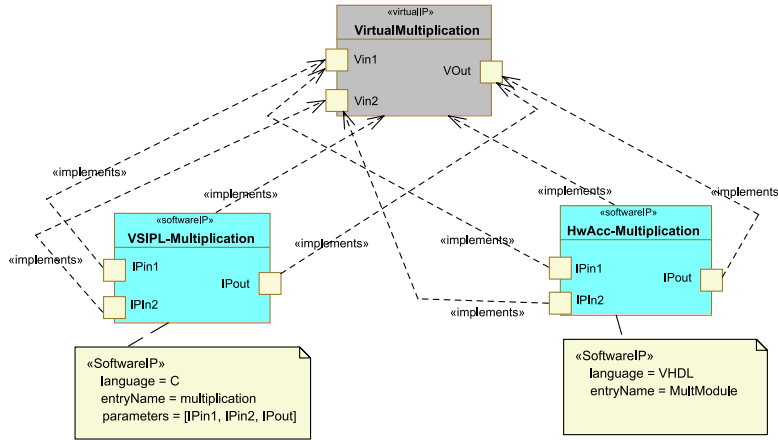 «virtualIP»
VirtualMultiplication
Vin1
VOut
Vin2
«implements»
«implements»
«implements»
«implements»
«softwareIP»
VSIPL-Multiplication
«softwareIP»
HwAcc-Multiplication
«implements»
«implements»
«implements»
IPin1
IPout
IPIn2
IPin1
IPout
IPIn2
«implements»
«SoftwareIP»
language = C
entryName = multiplication
parameters = [IPin1, IPin2, IPout]
«SoftwareIP»
language = VHDL
entryName = MultModule